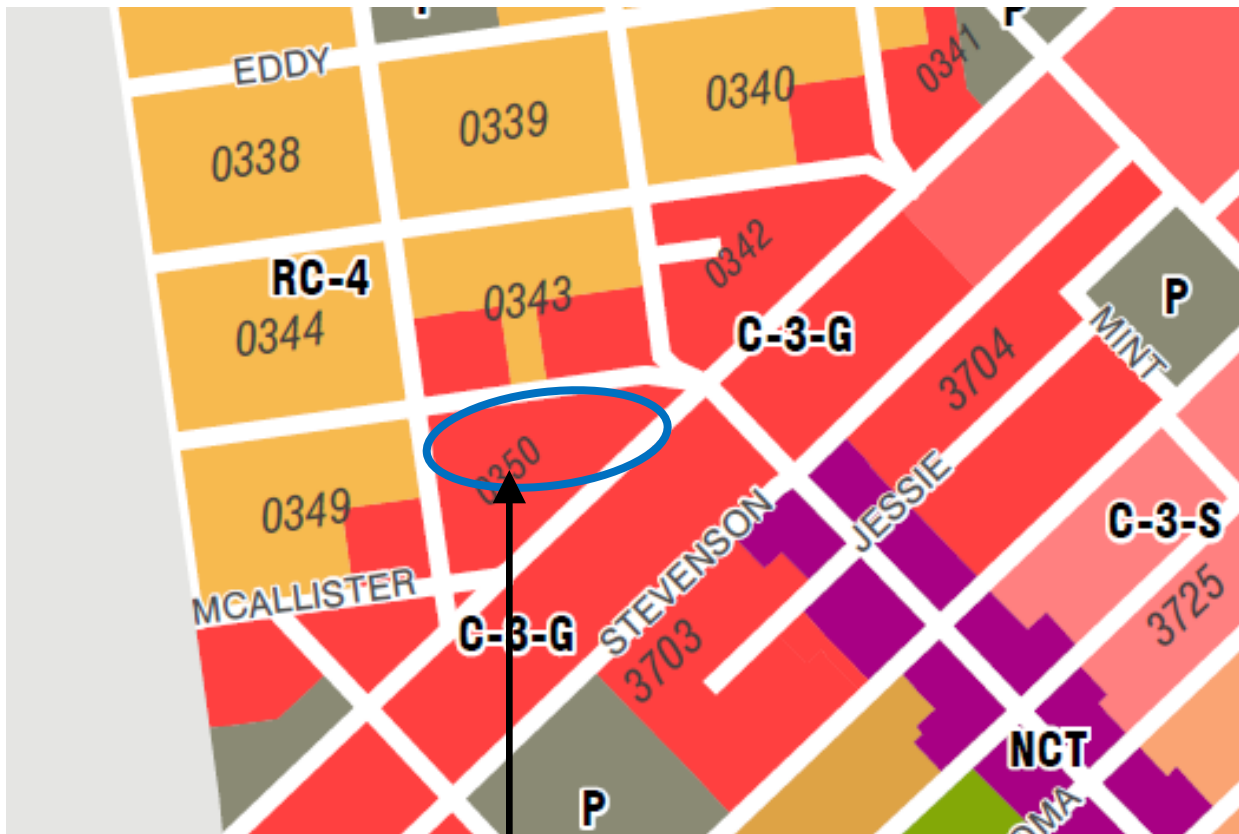 P
EDDY
0338
0339
0340
0341
RC-4
0344
0343
0342
C-3-G
P
MINT
3704
0349
0350
JESSIE
C-3-S
MCALLISTER
STEVENSON
C-3-G
3703
3725
NCT
P